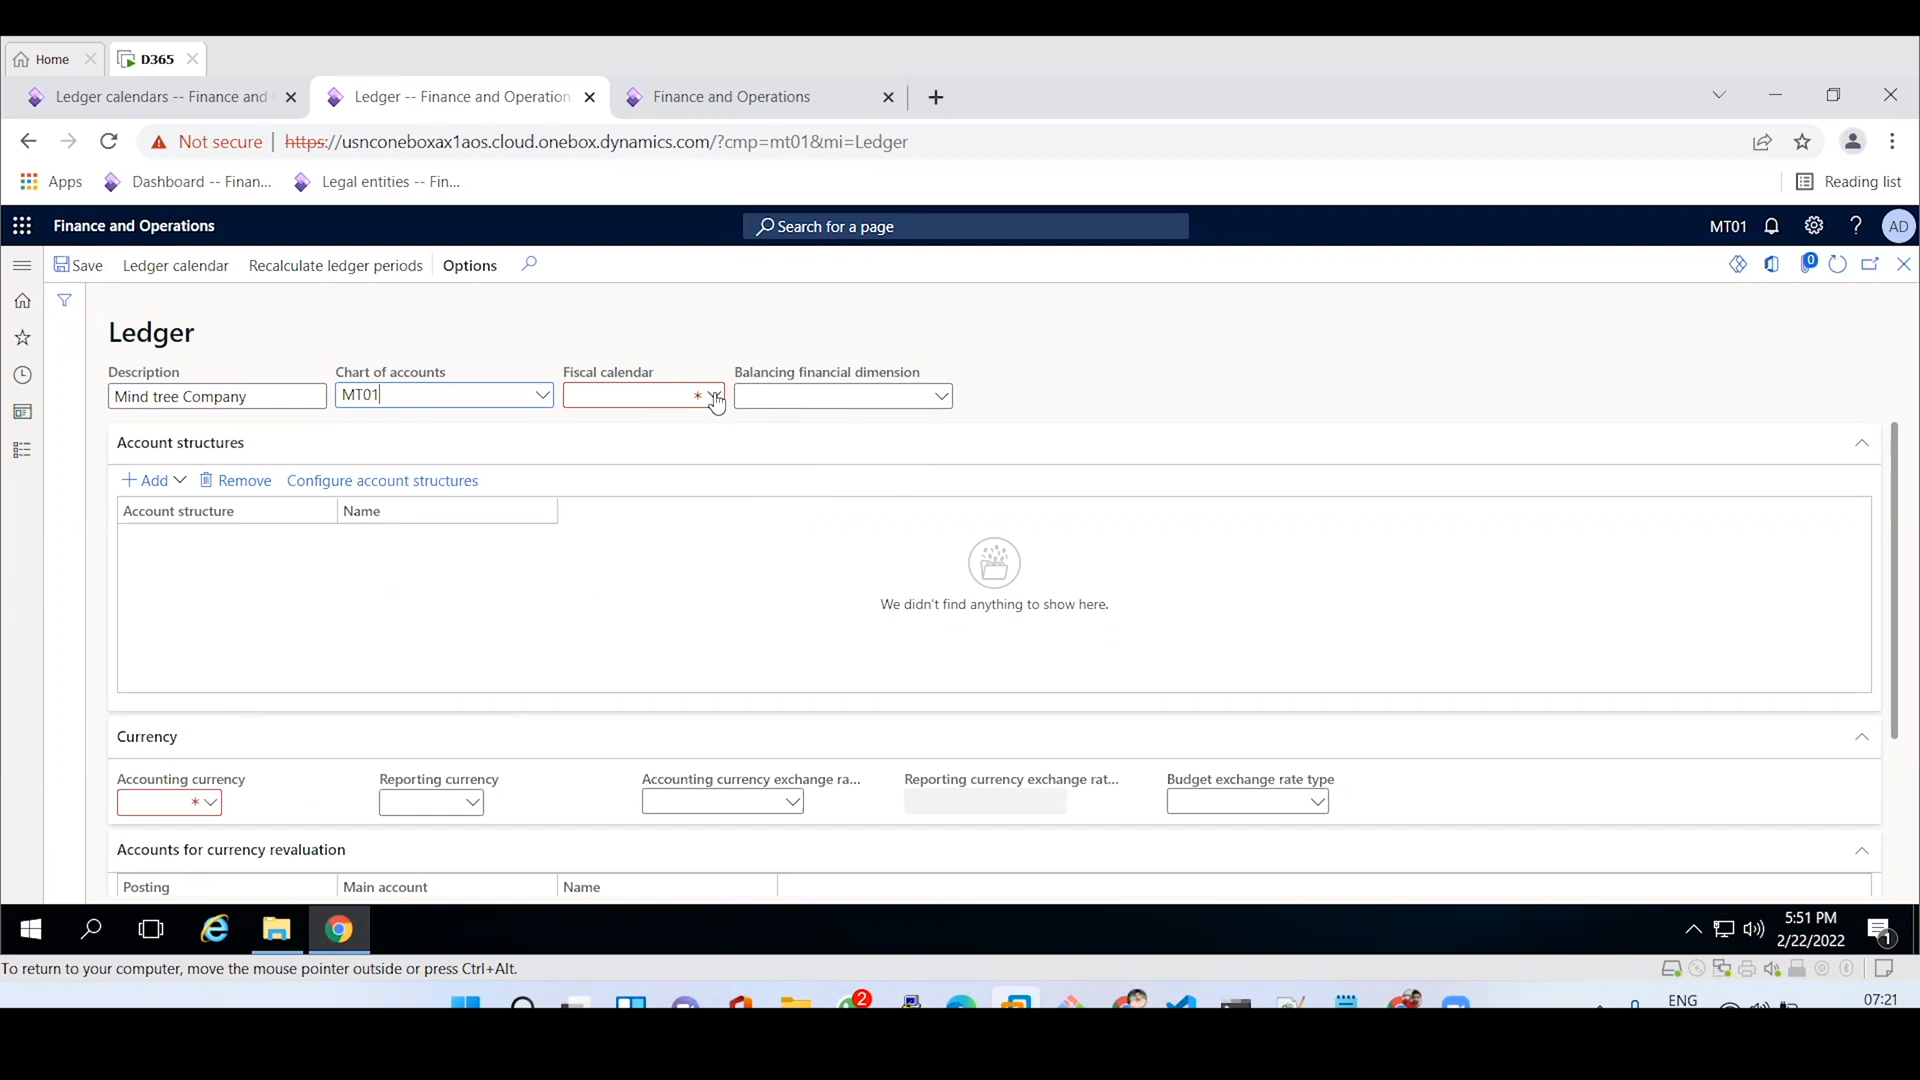 Home
D365
Ledger calendars -- Finance and
Ledger -- Finance and Operation
Finance and Operations
Not secure
https://usnconeboxax1aos.cloud.onebox.dynamics.com/?cmp=mt01&mi=Ledger
Apps
Dashboard -- Finan...
Legal entities -- Fin...
Reading list
Finance and Operations
Search for a page
MT01
?
AD
Save
Ledger calendar
Recalculate ledger periods
Options
0
Ledger
Description
Chart of accounts
Fiscal calendar
Balancing financial dimension
Mind tree Company
MT01
*
Account structures
+ Add
Remove
Configure account structures
Account structure
Name
We didn't find anything to show here.
Currency
Accounting currency
Reporting currency
Accounting currency exchange ra...
Reporting currency exchange rat...
Budget exchange rate type
*
Accounts for currency revaluation
Posting
Main account
Name
5:51 PM
2/22/2022
1
To return to your computer, move the mouse pointer outside or press Ctrl+Alt.
2
ENG
07:21